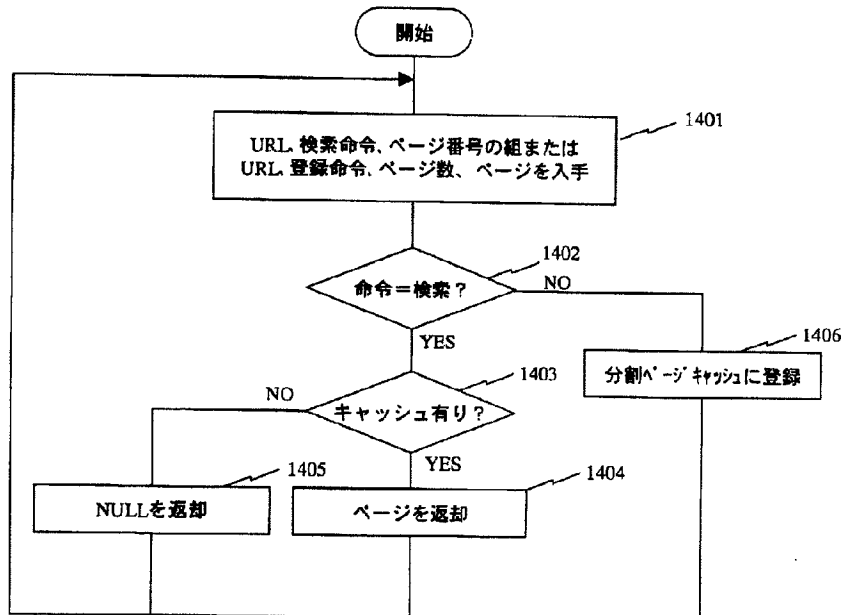 開始
1401
URL、検索命令、ページ番号の組または
URL、登録命令、ページ数、ページを入手
1402
命令＝検索？
NO
YES
1406
分割ページキャッシュに登録
1403
NO
キャッシュ有り？
YES
1405
NULLを返却
1404
ページを返却